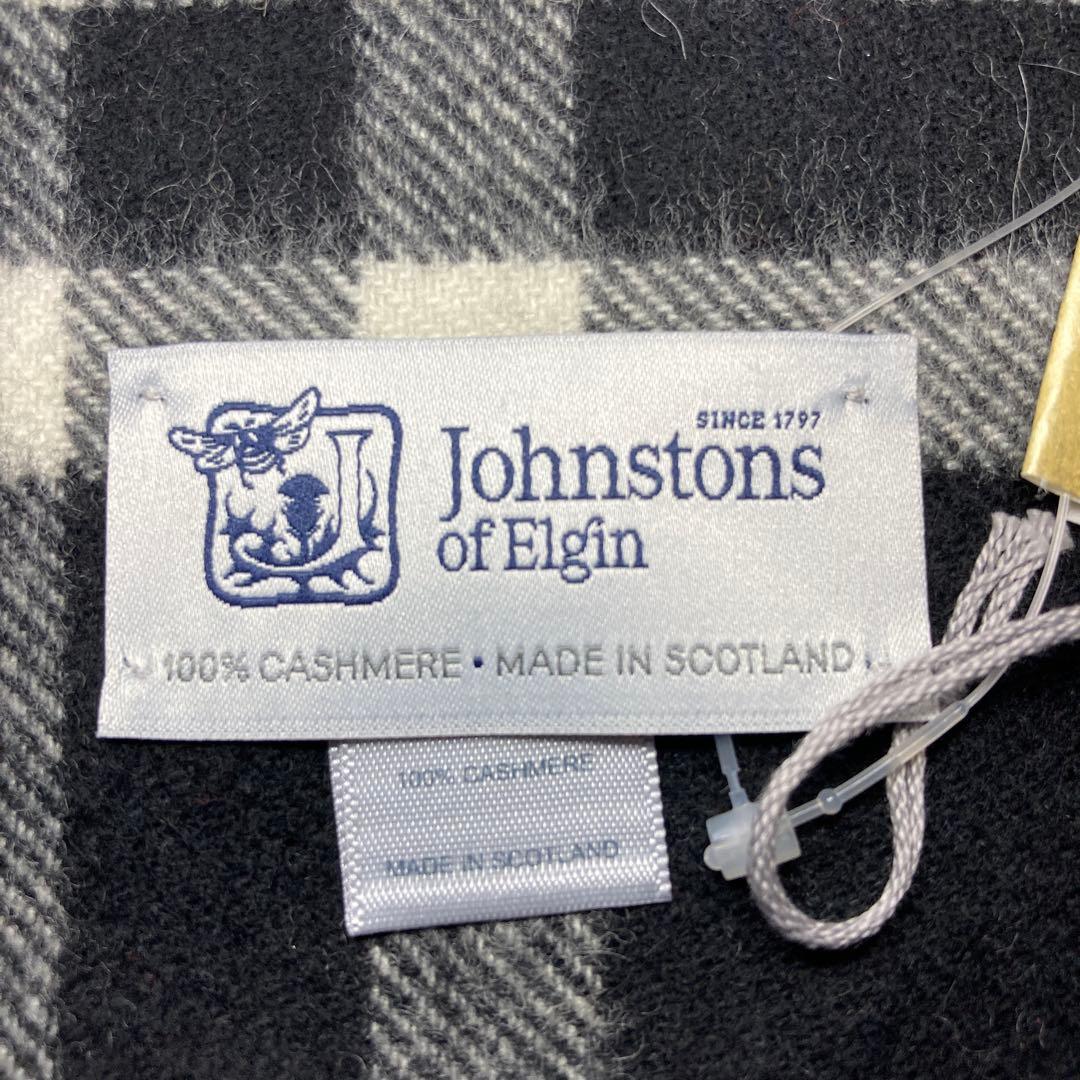 SINCE 1797
Johnstons
of Elgin
100% CASHMERE • MADE IN SCOTLAND
100% CASHMERE
MADE IN SCOTLAND